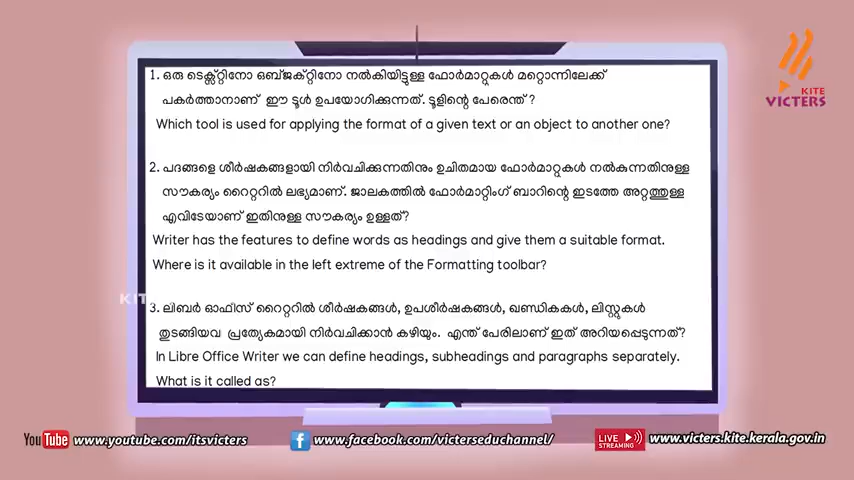 1. ഒരു ടെക്സ്റ്റിനോ ഒബ്ജക്റ്റിനോ നൽകിയിട്ടുള്ള ഫോർമാറ്റുകൾ മറ്റൊന്നിലേക്ക്
പകർത്താനാണ് ഈ ടൂൾ ഉപയോഗിക്കുന്നത്. ടൂളിന്റെ പേരെന്ത് ?
Which tool is used for applying the format of a given text or an object to another one?
2. പദങ്ങളെ ശീർഷകങ്ങളായി നിർവചിക്കുന്നതിനും ഉചിതമായ ഫോർമാറ്റുകൾ നൽകുന്നതിനുള്ള
സൗകര്യം റൈറ്ററിൽ ലഭ്യമാണ്. ജാലകത്തിൽ ഫോർമാറ്റിംഗ് ബാറിന്റെ ഇടത്തേ അറ്റത്തുള്ള
എവിടേയാണ് ഇതിനുള്ള സൗകര്യം ഉള്ളത്?
Writer has the features to define words as headings and give them a suitable format.
Where is it available in the left extreme of the Formatting toolbar?
3. ലിബർ ഓഫിസ് റൈറ്ററിൽ ശീർഷകങ്ങൾ, ഉപശീർഷകങ്ങൾ, ഖണ്ഡികകൾ, ലിസ്റ്റുകൾ
തുടങ്ങിയവ പ്രത്യേകമായി നിർവചിക്കാൻ കഴിയും. എന്ത് പേരിലാണ് ഇത് അറിയപ്പെടുന്നത്?
In Libre Office Writer we can define headings, subheadings and paragraphs separately.
What is it called as?
KITE
VICTERS
KIT
YouTube www.youtube.com/itsvicters
f www.facebook.com/victerseduchannel/
LIVE STREAMING www.victers.kite.kerala.gov.in